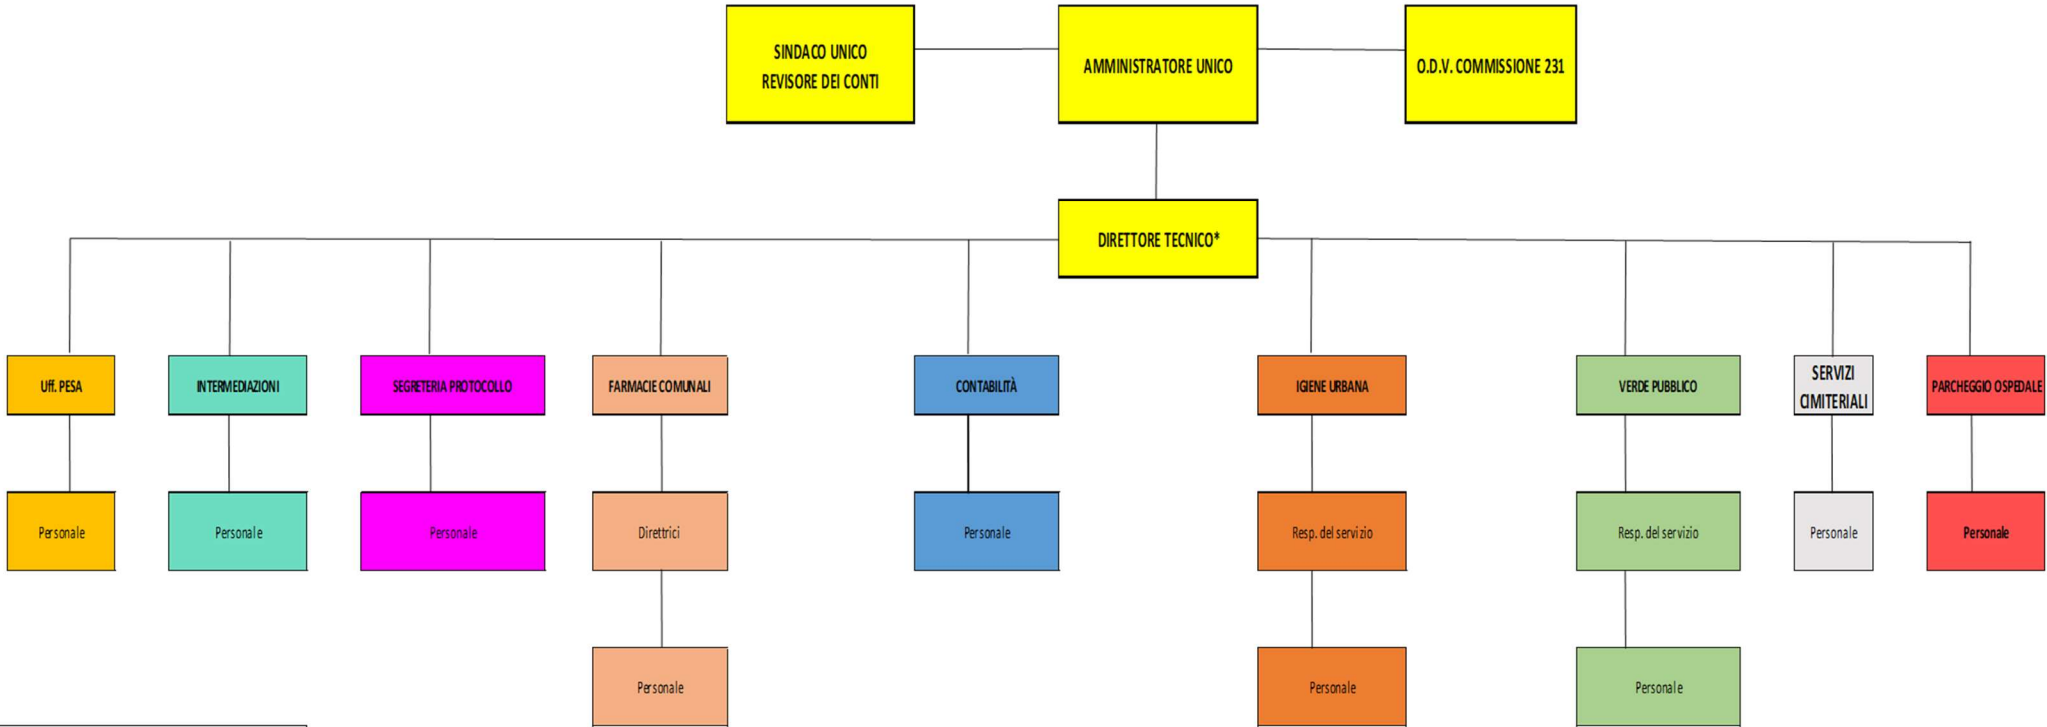 SINDACO UNICO
REVISORE DEI CONTI
AMMINISTRATORE UNICO
O.D.V. COMMISSIONE 231
DIRETTORE TECNICO*
Uff. PESA
INTERMEDIAZIONI
SEGRETERIA PROTOCOLLO
FARMACIE COMUNALI
CONTABILITÀ
IGIENE URBANA
VERDE PUBBLICO
SERVIZI
CIMITERIALI
PARCHEGGIO OSPEDALE
Personale
Personale
Personale
Direttrici
Personale
Resp. del servizio
Resp. del servizio
Personale
Personale
Personale
Personale
Personale